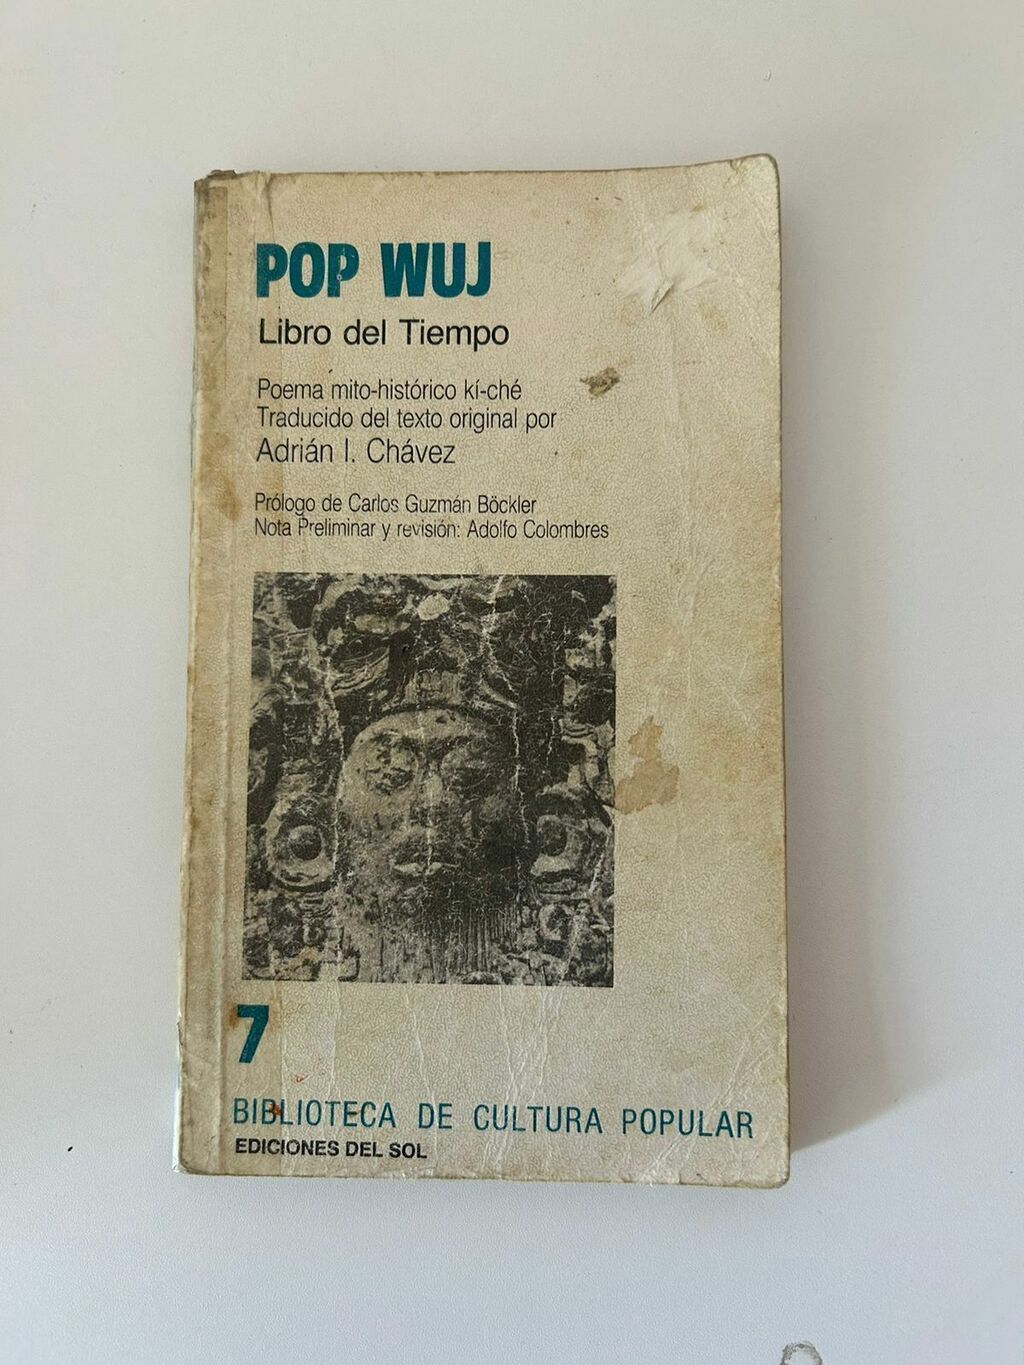 POP WUJ
Libro del Tiempo
Poema mito-histórico kí-ché
Traducido del texto original por
Adrián I. Chávez
Prólogo de Carlos Guzmán Böckler
Nota Preliminar y revisión: Adolfo Colombres
7
BIBLIOTECA DE CULTURA POPULAR
EDICIONES DEL SOL